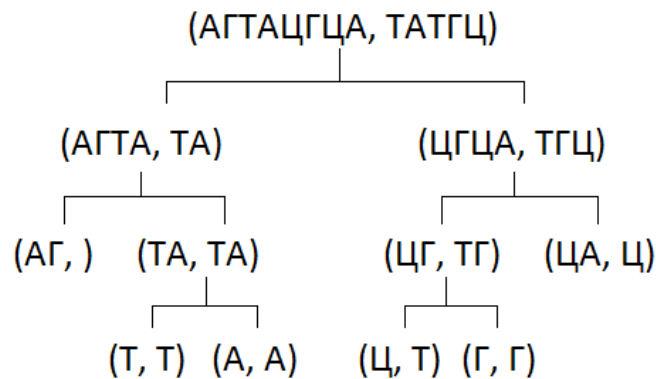 (АГТАЦГЦА, ТАТГЦ)
(АГТА, ТА) (ЦГЦА, ТГЦ)
(АГ, ) (ТА, ТА) (ЦГ, ТГ) (ЦА, Ц)
(Т, Т) (А, А) (Ц, Т) (Г, Г)